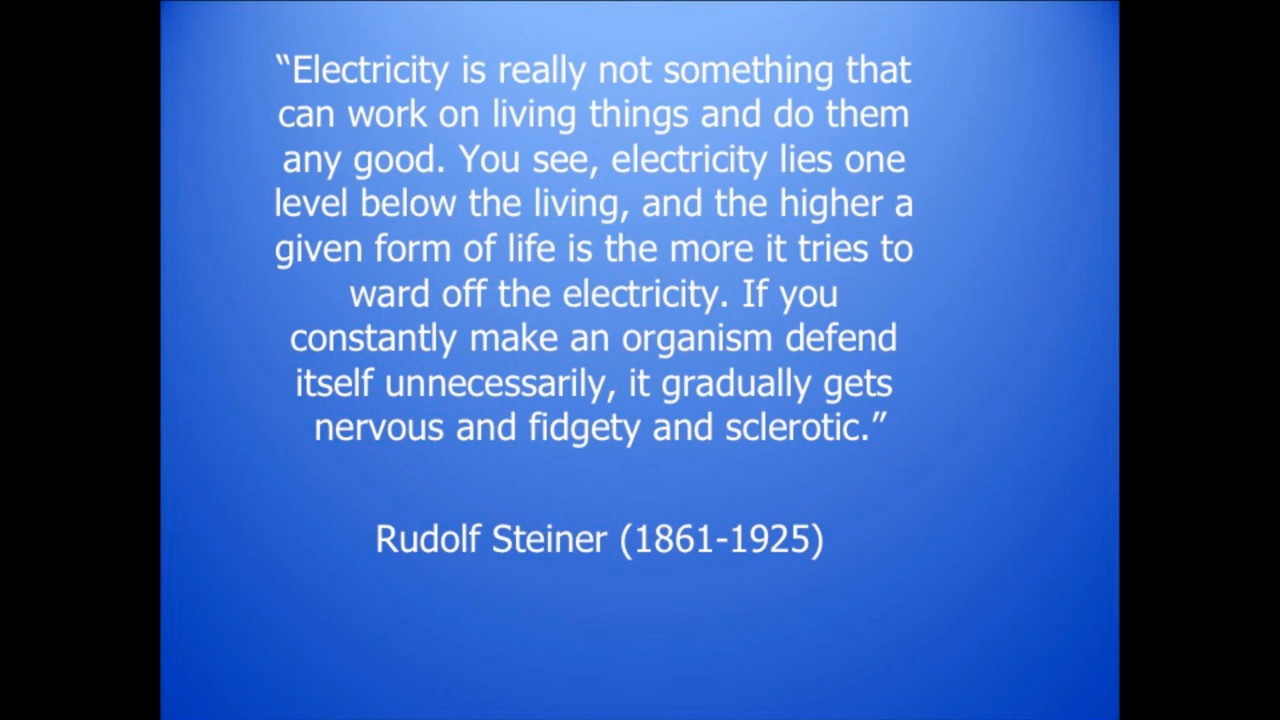 “Electricity is really not something that
can work on living things and do them
any good. You see, electricity lies one
level below the living, and the higher a
given form of life is the more it tries to
ward off the electricity. If you
constantly make an organism defend
itself unnecessarily, it gradually gets
nervous and fidgety and sclerotic.”
Rudolf Steiner (1861-1925)